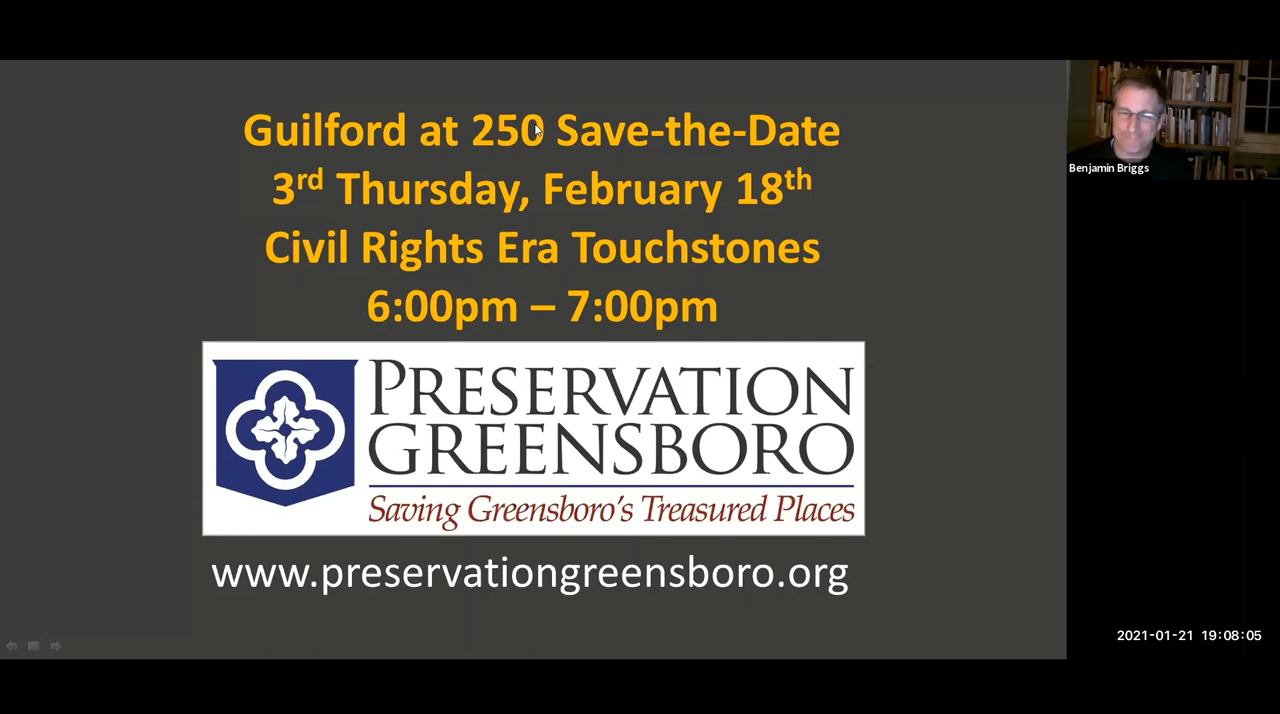 Guilford at 250 Save-the-Date
3rd Thursday, February 18th
Civil Rights Era Touchstones
6:00pm – 7:00pm
PRESERVATION
GREENSBORO
Saving Greensboro's Treasured Places
www.preservationgreensboro.org
Benjamin Briggs
2021-01-21 19:08:05